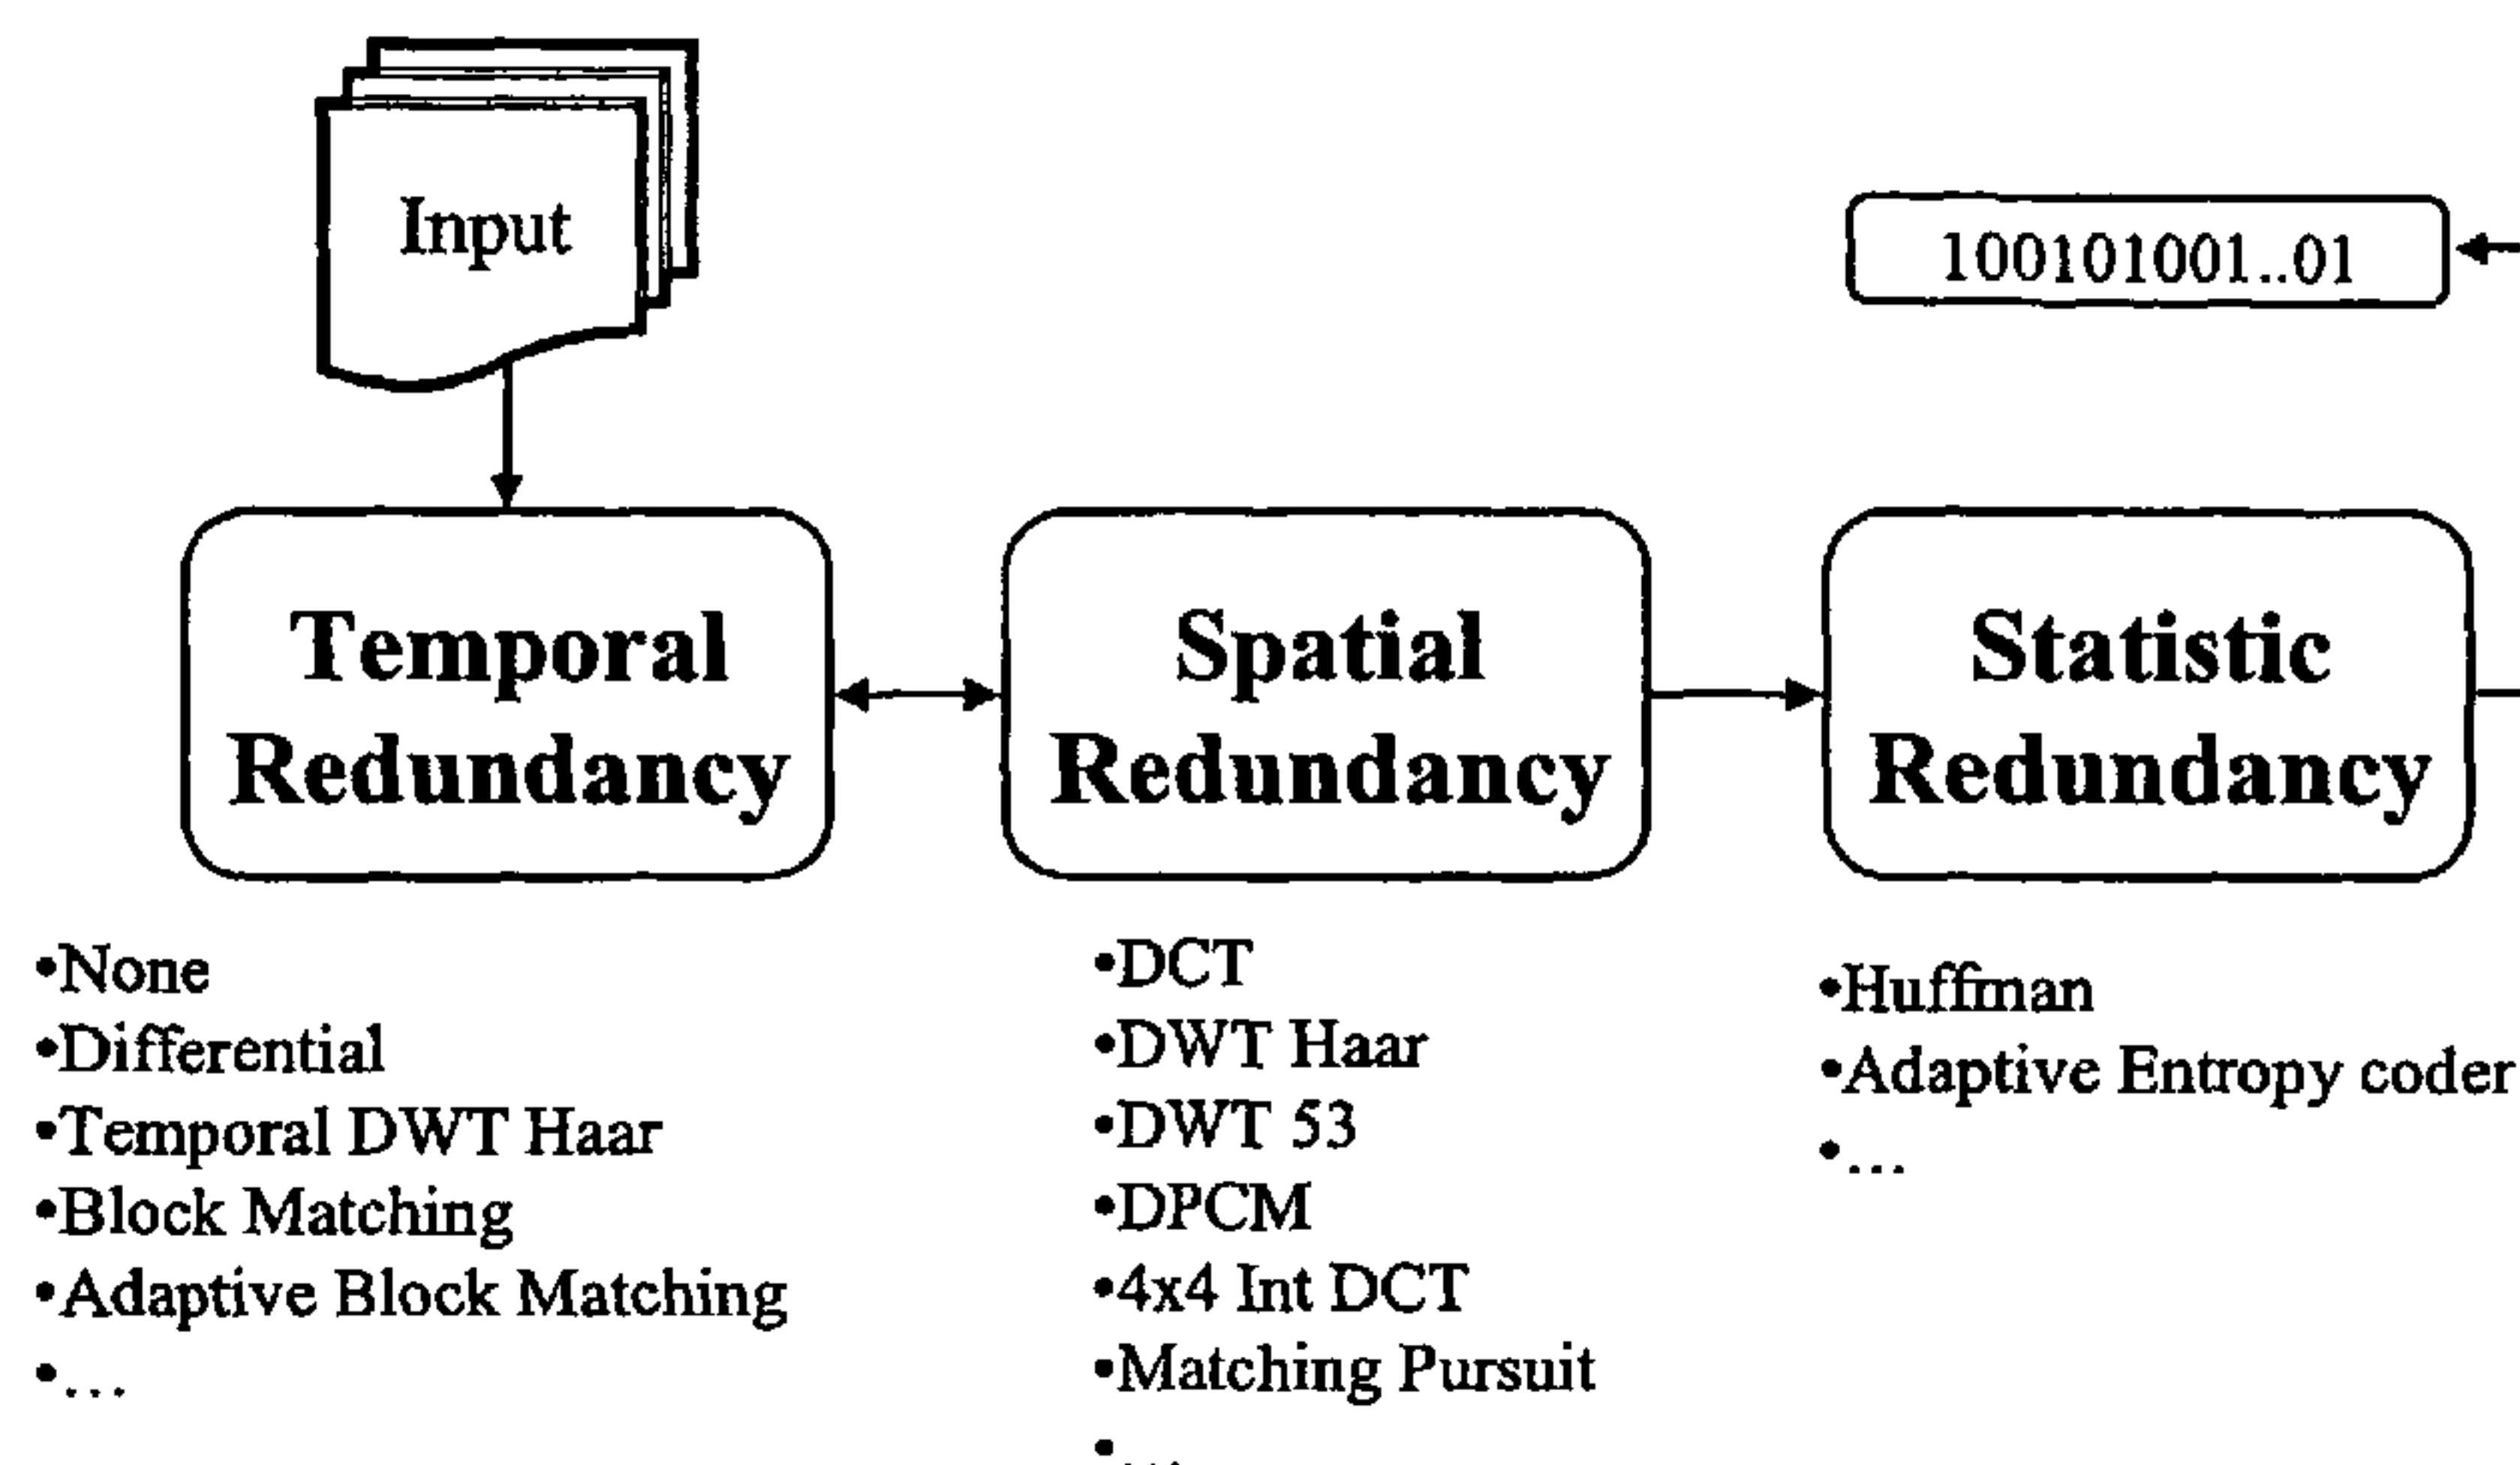 Input
100101001..01
Temporal
Redundancy
Spatial
Redundancy
Statistic
Redundancy
•None
•Differential
•Temporal DWT Haar
•Block Matching
•Adaptive Block Matching
•...
•DCT
•DWT Haar
•DWT 53
•DPCM
•4x4 Int DCT
•Matching Pursuit
•...
•Huffman
•Adaptive Entropy coder
•...